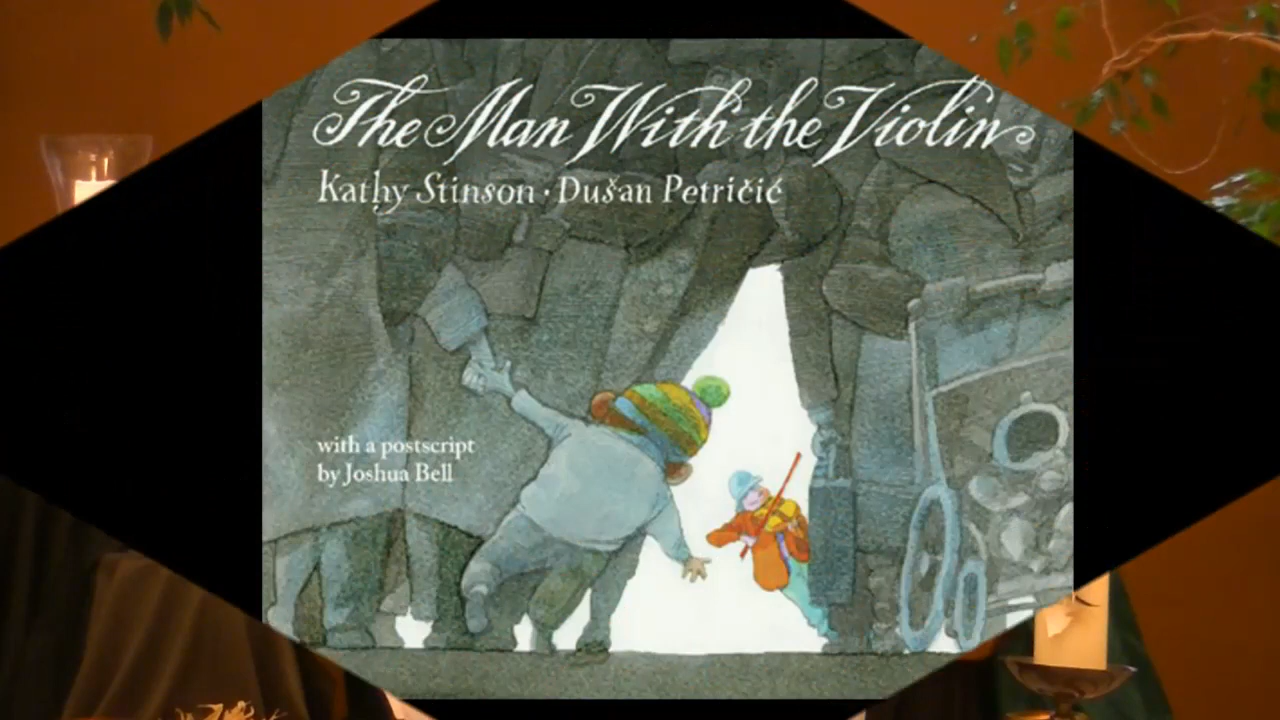 The Man With the Violin
Kathy Stinson · Dušan Petričić
with a postscript
by Joshua Bell